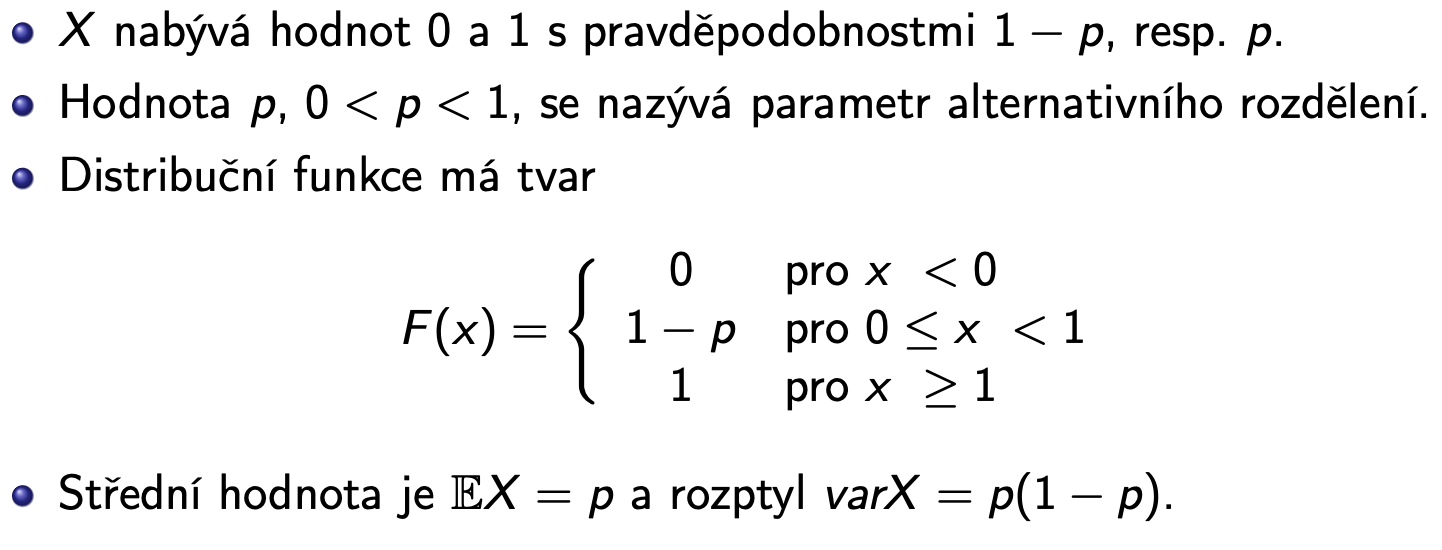 X nabývá hodnot 0 a 1 s pravděpodobnostmi 1 − p, resp. p.
Hodnota p, 0 < p < 1, se nazývá parametr alternativního rozdělení.
Distribuční funkce má tvar
0 pro x < 0
F(x) = { 1 − p pro 0 ≤ x < 1
1 pro x ≥ 1
Střední hodnota je 𝔼X = p a rozptyl varX = p(1 − p).